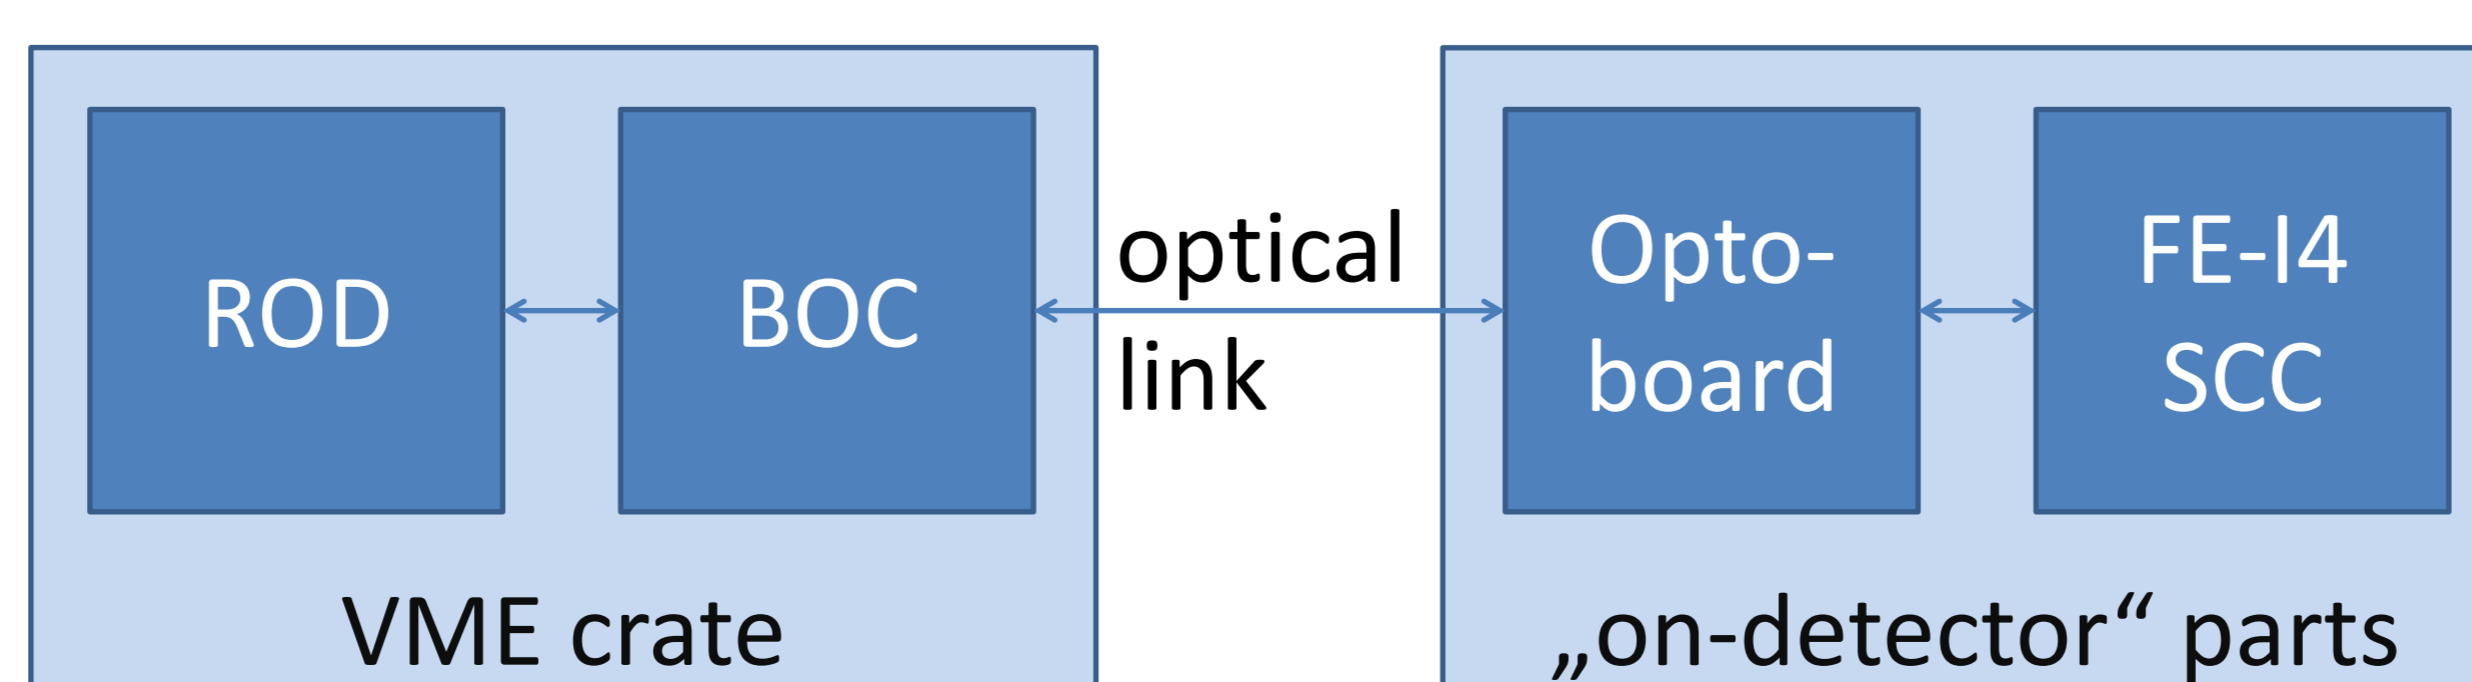 ROD
BOC
optical
link
Opto-
board
FE-I4
SCC
VME crate
„on-detector“ parts